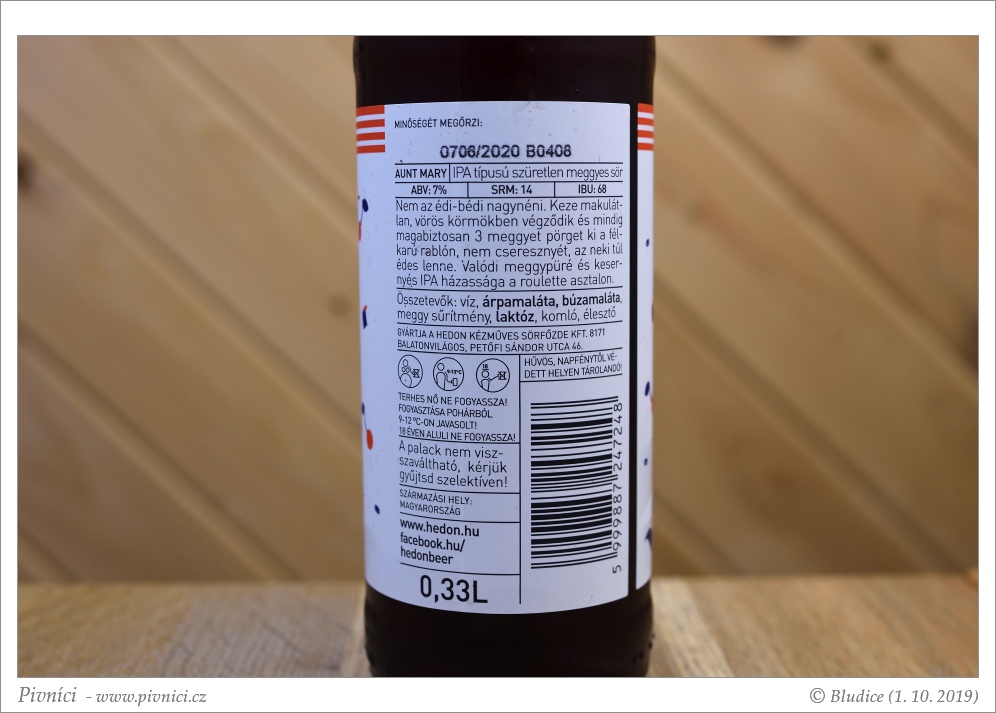 MINŐSÉGÉT MEGŐRZI:
0706/2020 B0408
AUNT MARY IPA típusú szűretlen meggyes sör
ABV: 7% SRM: 14 IBU: 68
Nem az édi-bédi nagynéni. Keze makulát-
lan, vörös körmökben végződik és mindig
magabiztosan 3 meggyet pörget ki a fél-
karú rablón, nem cseresznyét, az neki túl
édes lenne. Valódi meggypüré és keser-
nyés IPA házassága a roulette asztalon.
Összetevők: víz, árpamaláta, búzamaláta,
meggy sűrítmény, laktóz, komló, élesztő
GYÁRTJA A HEDON KÉZMŰVES SÖRFŐZDE KFT. 8171
BALATONVILÁGOS, PETŐFI SÁNDOR UTCA 46.
HŰVÖS, NAPFÉNYTŐL VÉ-
DETT HELYEN TÁROLANDÓ!
9-12°C
18
TERHES NŐ NE FOGYASSZA!
FOGYASZTÁSA POHÁRBÓL
9-12 °C-ON JAVASOLT!
18 ÉVEN ALULI NE FOGYASSZA!
A palack nem visz-
szaváltható, kérjük
gyűjtsd szelektíven!
SZÁRMAZÁSI HELY:
MAGYARORSZÁG
www.hedon.hu
facebook.hu/
hedonbeer
0,33L
5 999887 247248
Pivníci - www.pivnici.cz
© Bludice (1. 10. 2019)